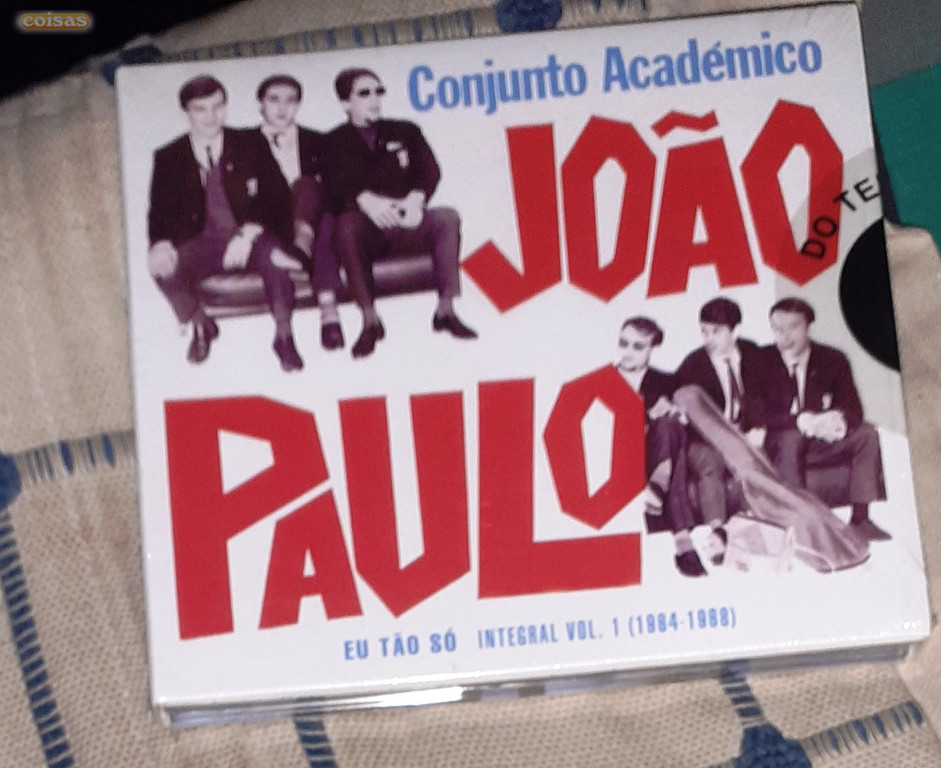 coisas
Conjunto Académico
JOÃO
DO TE
PAULO
EU TÃO SÓ INTEGRAL VOL. 1 (1964-1968)